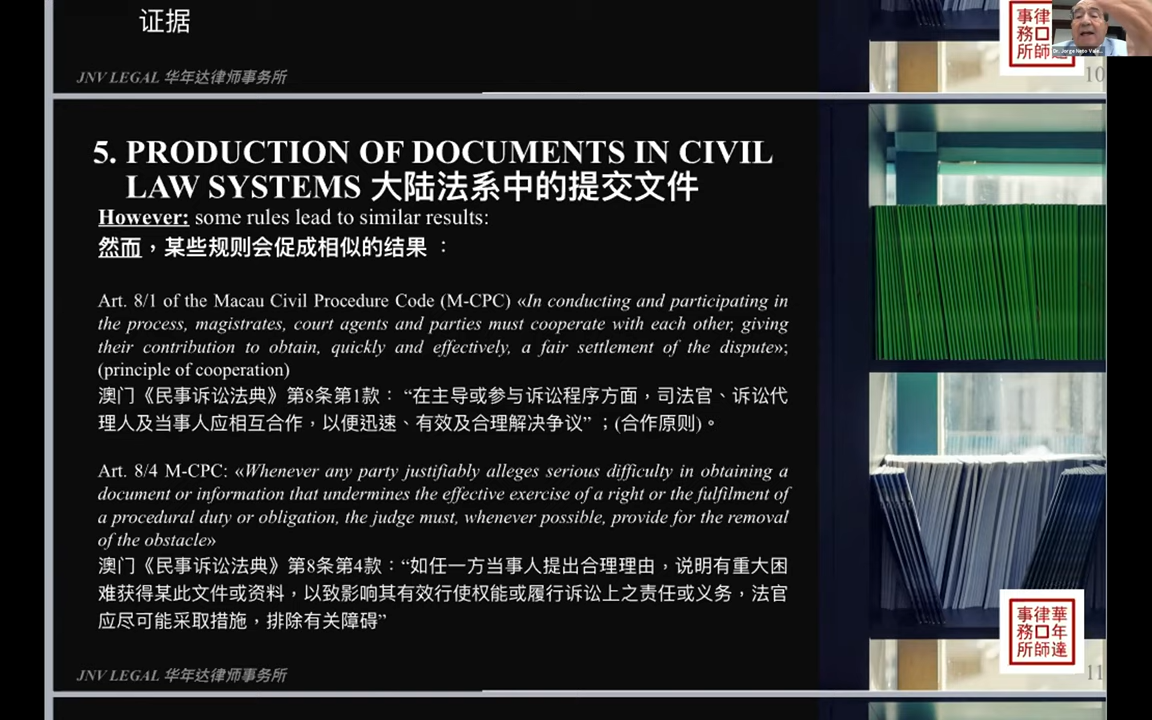 证据
JNV LEGAL 华年达律师事务所
10
5. PRODUCTION OF DOCUMENTS IN CIVIL
LAW SYSTEMS 大陆法系中的提交文件
However: some rules lead to similar results:
然而，某些规则会促成相似的结果 ：
Art. 8/1 of the Macau Civil Procedure Code (M-CPC) «In conducting and participating in
the process, magistrates, court agents and parties must cooperate with each other, giving
their contribution to obtain, quickly and effectively, a fair settlement of the dispute»;
(principle of cooperation)
澳门《民事诉讼法典》第8条第1款： “在主导或参与诉讼程序方面，司法官、诉讼代
理人及当事人应相互合作，以便迅速、有效及合理解决争议” ；(合作原则)。
Art. 8/4 M-CPC: «Whenever any party justifiably alleges serious difficulty in obtaining a
document or information that undermines the effective exercise of a right or the fulfilment of
a procedural duty or obligation, the judge must, whenever possible, provide for the removal
of the obstacle»
澳门《民事诉讼法典》第8条第4款：“如任一方当事人提出合理理由，说明有重大困
难获得某此文件或资料，以致影响其有效行使权能或履行诉讼上之责任或义务，法官
应尽可能采取措施，排除有关障碍”
華年達
律口師
事務所
JNV LEGAL 华年达律师事务所
11